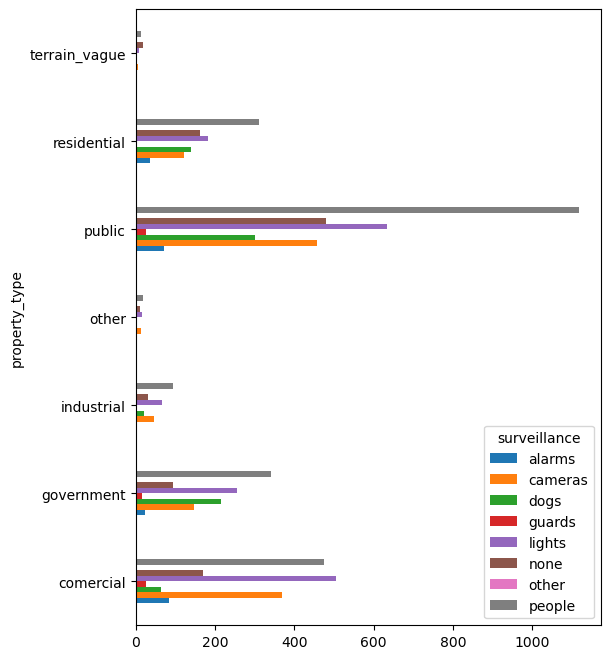 terrain_vague
residential
public
other
industrial
government
comercial
property_type
surveillance
alarms
cameras
dogs
guards
lights
none
other
people
0 200 400 600 800 1000